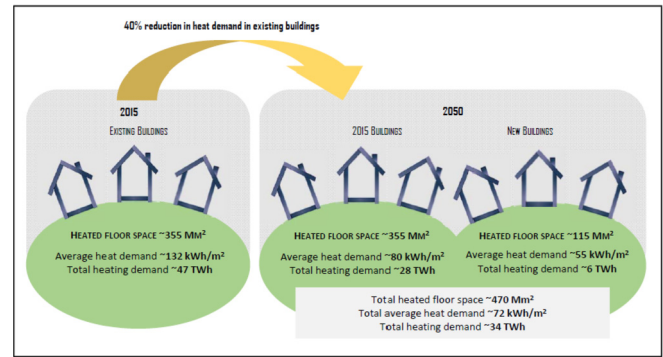 40% reduction in heat demand in existing buildings
2015
EXISTING BUILDINGS
HEATED FLOOR SPACE ~355 MM²
Average heat demand ~132 kWh/m²
Total heating demand ~ 47 TWh
2050
2015 BUILDINGS
NEW BUILDINGS
HEATED FLOOR SPACE ~355 MM²
Average heat demand ~80 kWh/m²
Total heating demand ~ 28 TWh
HEATED FLOOR SPACE ~115 MM²
Average heat demand ~55 kWh/m²
Total heating demand ~ 6 TWh
Total heated floor space ~470 Mm²
Total average heat demand ~72 kWh/m²
Total heating demand ~34 TWh